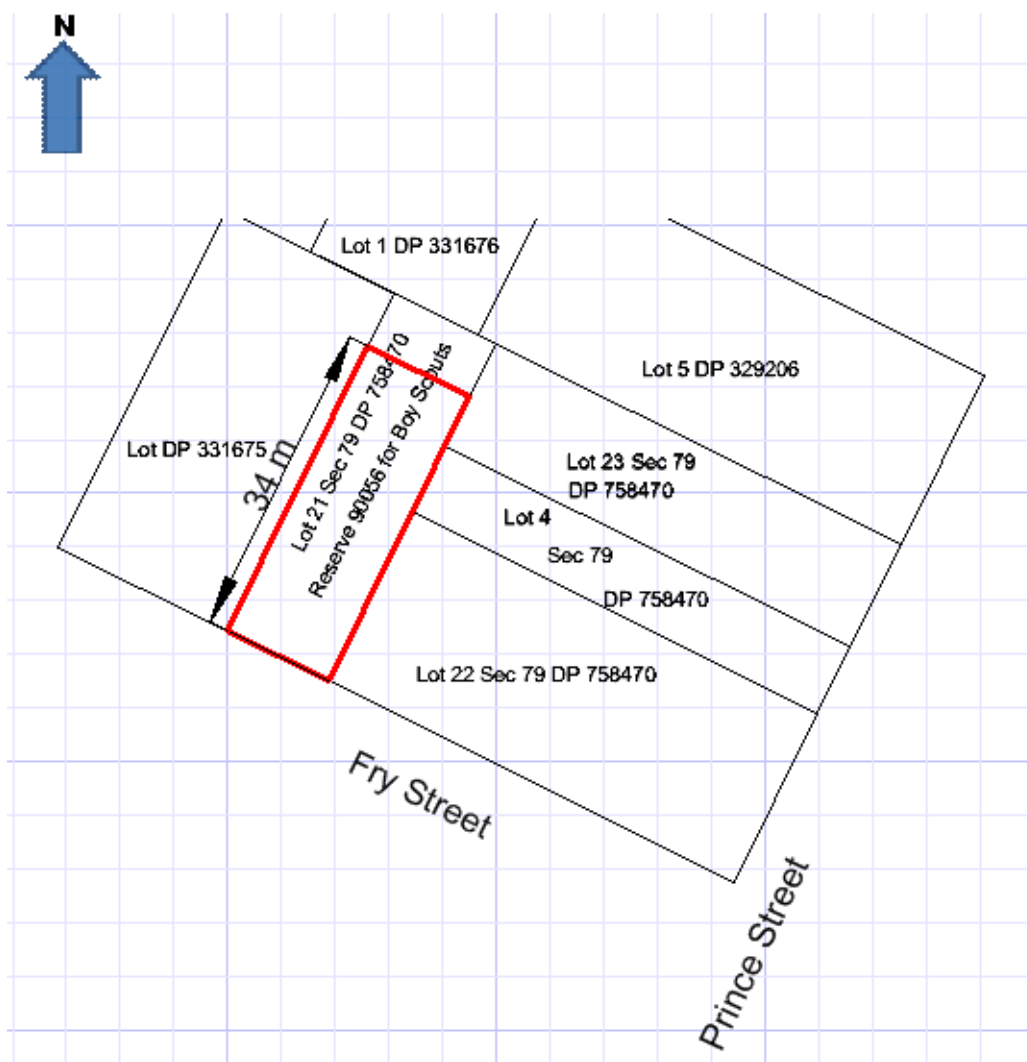 N
Lot 1 DP 331676
Lot 5 DP 329206
Lot DP 331675
34 m
Lot 21 Sec 79 DP 758470
Reserve 90056 for Boy Scouts
Lot 23 Sec 79
DP 758470
Lot 4
Sec 79
DP 758470
Lot 22 Sec 79 DP 758470
Fry Street
Prince Street